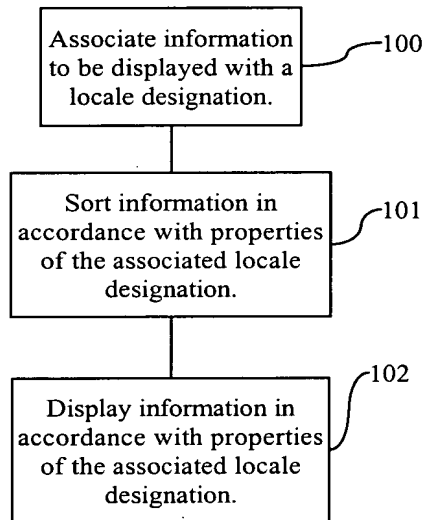 Associate information
to be displayed with a
locale designation.
100
Sort information in
accordance with properties
of the associated locale
designation.
101
Display information in
accordance with properties
of the associated locale
designation.
102